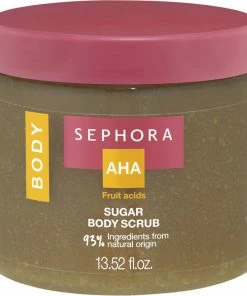 BODY
SEPHORA
AHA
Fruit acids
SUGAR
BODY SCRUB
93% Ingredients from
natural origin
13.52 fl.oz.